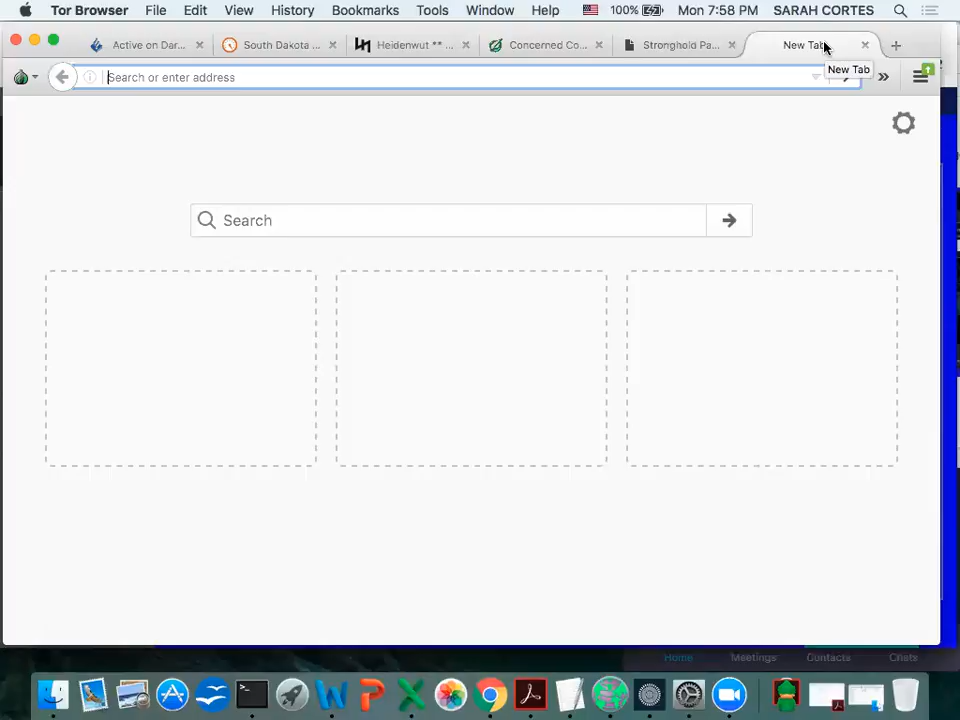 Tor Browser File Edit View History Bookmarks Tools Window Help 100% Mon 7:58 PM SARAH CORTES
Active on Dar... South Dakota ... Heidenwut ** ... Concerned Co... Stronghold Pa... New Tab
Search or enter address
New Tab
Search
Home Meetings Contacts Chats